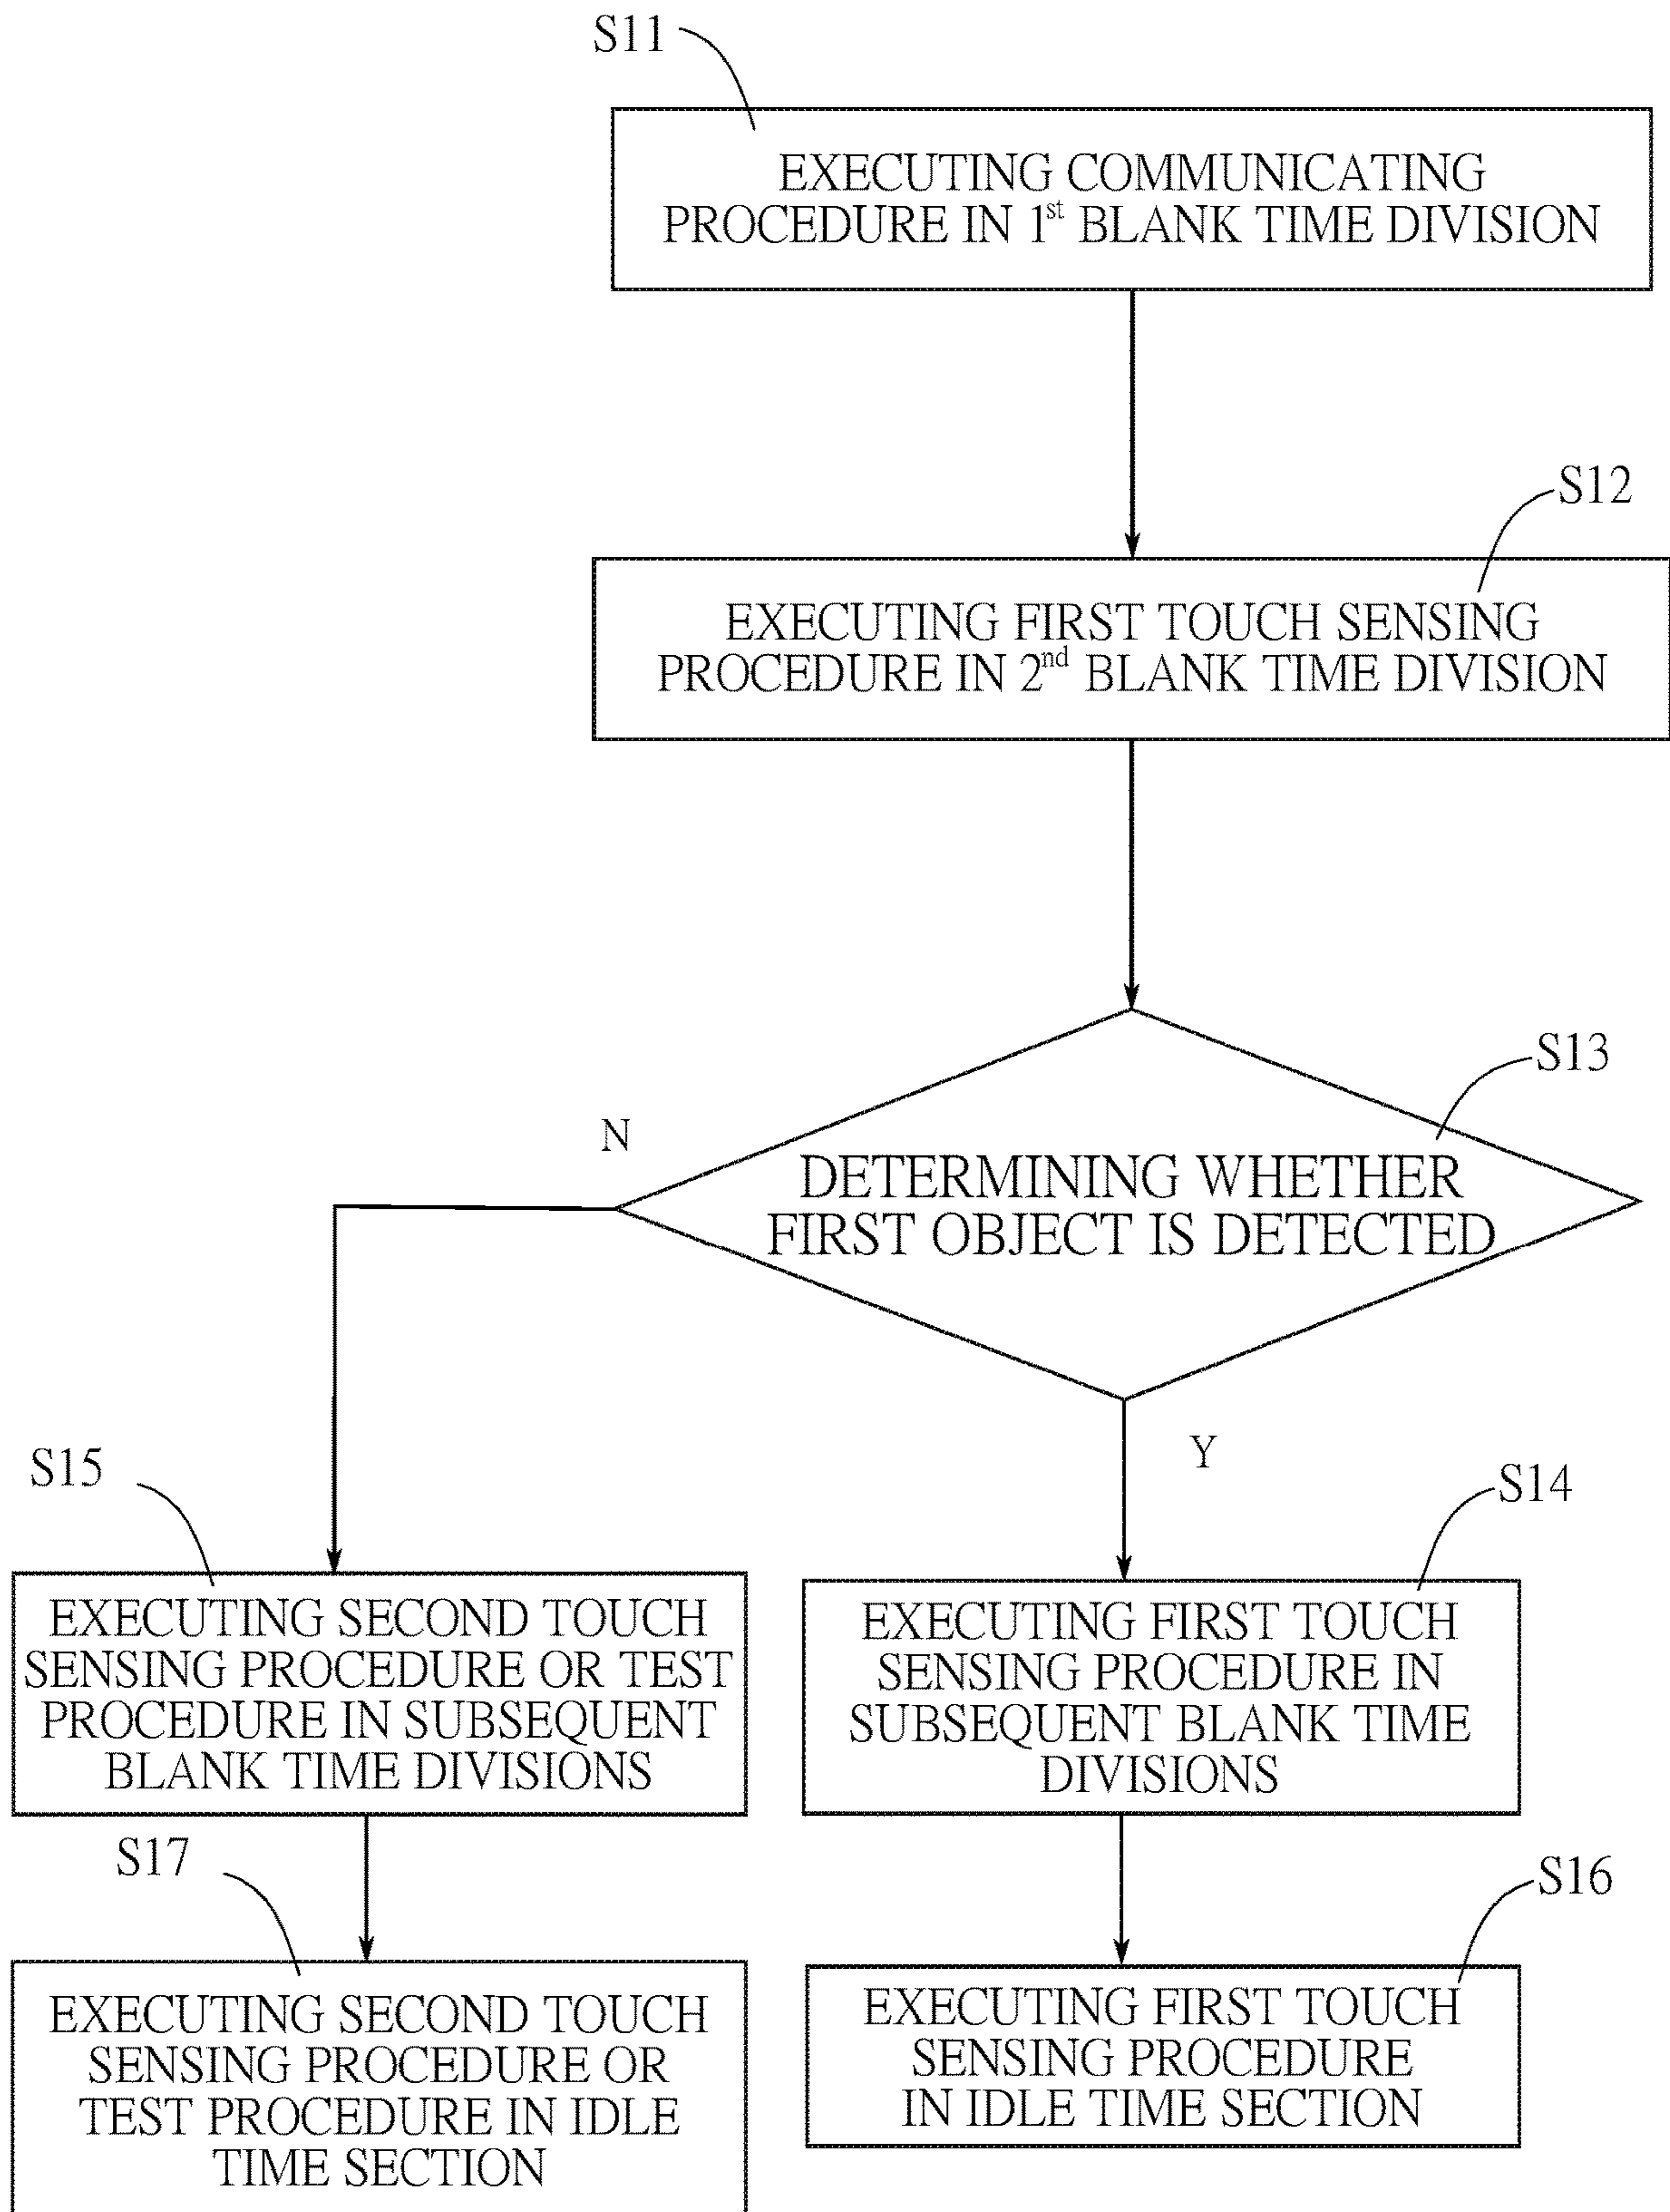 S11
EXECUTING COMMUNICATING
PROCEDURE IN 1st BLANK TIME DIVISION
S12
EXECUTING FIRST TOUCH SENSING
PROCEDURE IN 2nd BLANK TIME DIVISION
S13
N
DETERMINING WHETHER
FIRST OBJECT IS DETECTED
Y
S15
EXECUTING SECOND TOUCH
SENSING PROCEDURE OR TEST
PROCEDURE IN SUBSEQUENT
BLANK TIME DIVISIONS
S14
EXECUTING FIRST TOUCH
SENSING PROCEDURE IN
SUBSEQUENT BLANK TIME
DIVISIONS
S17
EXECUTING SECOND TOUCH
SENSING PROCEDURE OR
TEST PROCEDURE IN IDLE
TIME SECTION
S16
EXECUTING FIRST TOUCH
SENSING PROCEDURE
IN IDLE TIME SECTION